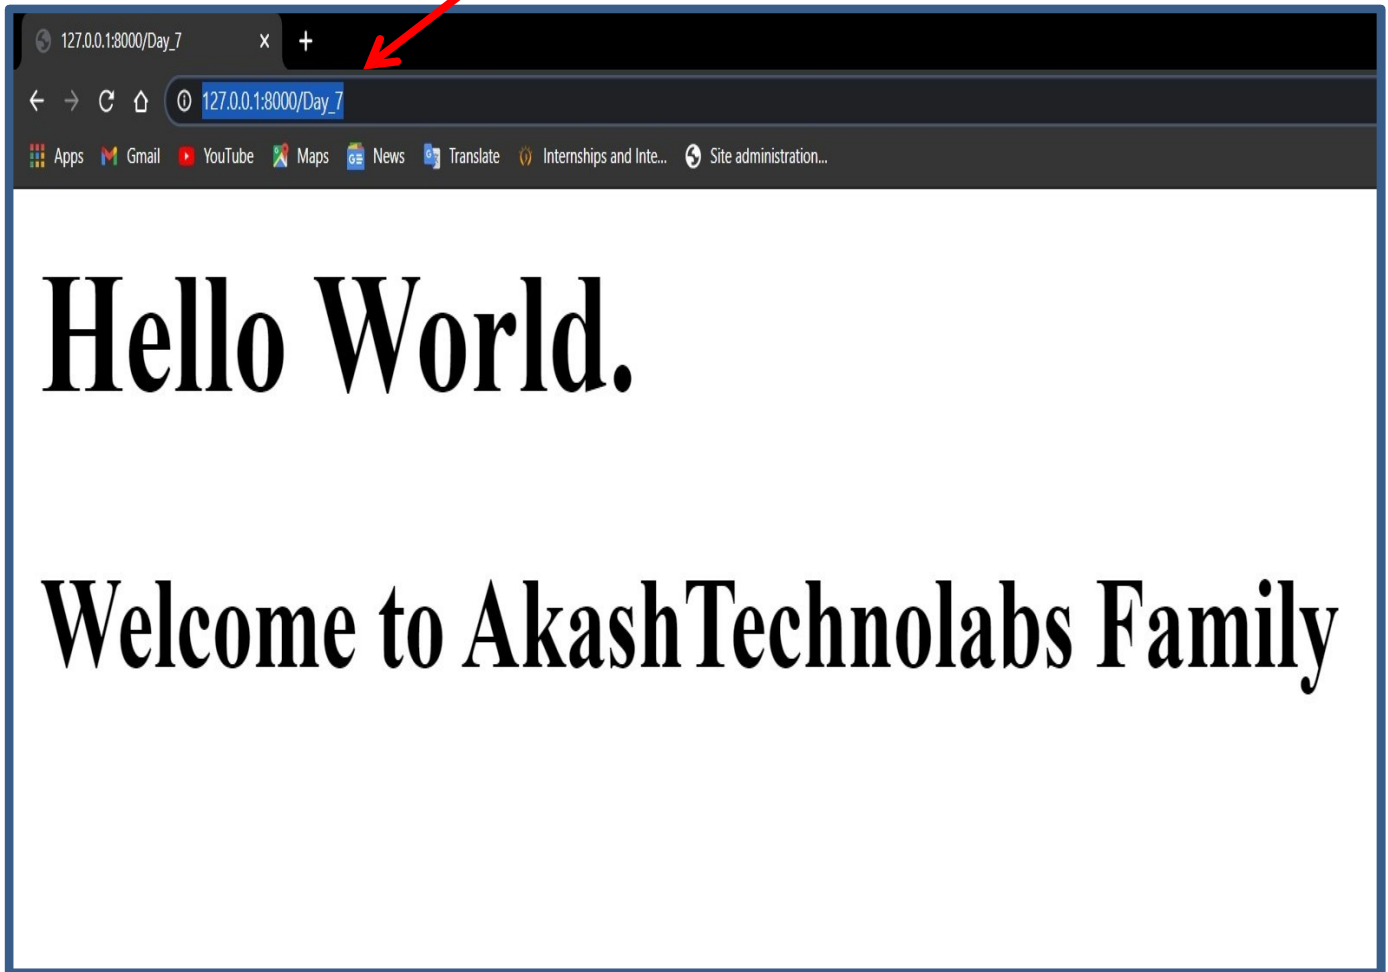 127.0.0.1:8000/Day_7
127.0.0.1:8000/Day_7
Apps Gmail YouTube Maps News Translate Internships and Inte... Site administration...
Hello World.
Welcome to AkashTechnolabs Family